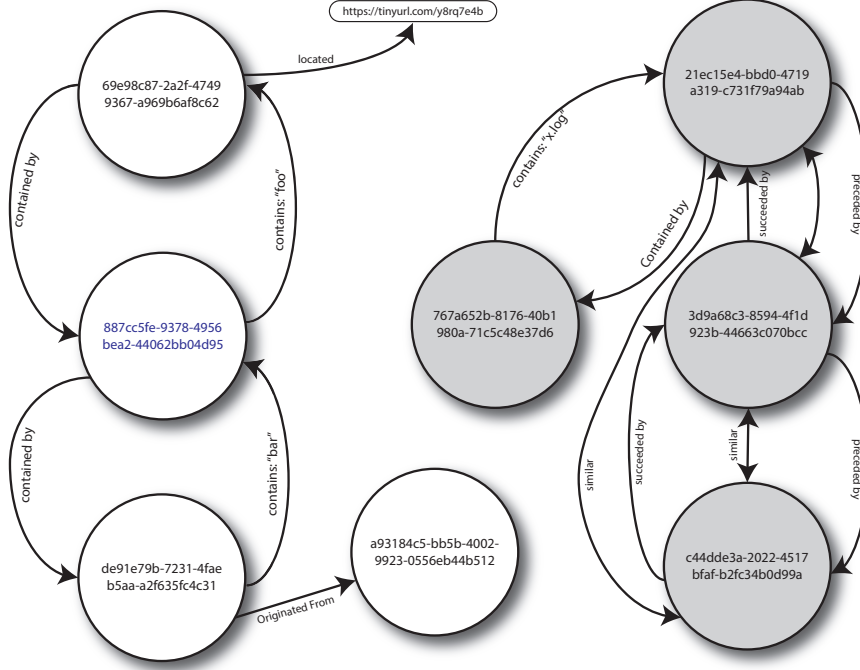 https://tinyurl.com/y8rq7e4b
located
69e98c87-2a2f-4749
9367-a969b6af8c62
21ec15e4-bbd0-4719
a319-c731f79a94ab
contained by
contains: "foo"
contains: "x.log"
Contained by
succeeded by
preceded by
887cc5fe-9378-4956
bea2-44062bb04d95
767a652b-8176-40b1
980a-71c5c48e37d6
3d9a68c3-8594-4f1d
923b-44663c070bcc
contained by
contains: "bar"
similar
succeeded by
similar
preceded by
de91e79b-7231-4fae
b5aa-a2f635fc4c31
a93184c5-bb5b-4002-
9923-0556eb44b512
c44dde3a-2022-4517
bfaf-b2fc34b0d99a
Originated From